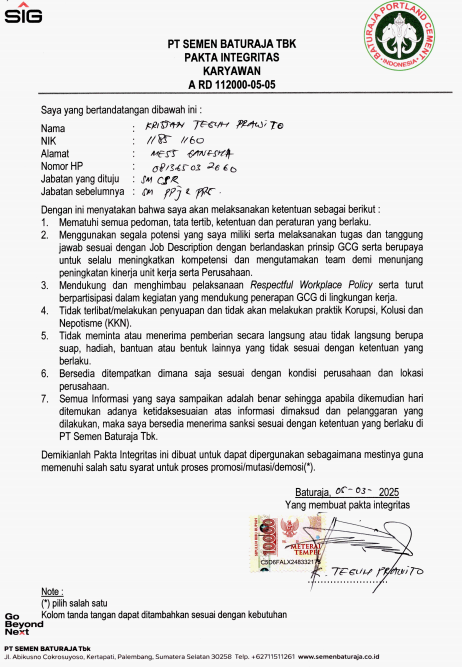 SIG
BATURAJA PORTLAND CEMENT
INDONESIA
PT SEMEN BATURAJA TBK
PAKTA INTEGRITAS
KARYAWAN
A RD 112000-05-05
Saya yang bertandatangan dibawah ini :
Nama : KRISTIAN TEGUH PRAWITO
NIK : 1185 1160
Alamat : MESS GANESHA
Nomor HP : 08136503 2660
Jabatan yang dituju : SM CSR
Jabatan sebelumnya : SM PPJ & PPE.
Dengan ini menyatakan bahwa saya akan melaksanakan ketentuan sebagai berikut :
1. Mematuhi semua pedoman, tata tertib, ketentuan dan peraturan yang berlaku.
2. Menggunakan segala potensi yang saya miliki serta melaksanakan tugas dan tanggung
jawab sesuai dengan Job Description dengan berlandaskan prinsip GCG serta berupaya
untuk selalu meningkatkan kompetensi dan mengutamakan team demi menunjang
peningkatan kinerja unit kerja serta Perusahaan.
3. Mendukung dan menghimbau pelaksanaan Respectful Workplace Policy serta turut
berpartisipasi dalam kegiatan yang mendukung penerapan GCG di lingkungan kerja.
4. Tidak terlibat/melakukan penyuapan dan tidak akan melakukan praktik Korupsi, Kolusi dan
Nepotisme (KKN).
5. Tidak meminta atau menerima pemberian secara langsung atau tidak langsung berupa
suap, hadiah, bantuan atau bentuk lainnya yang tidak sesuai dengan ketentuan yang
berlaku.
6. Bersedia ditempatkan dimana saja sesuai dengan kondisi perusahaan dan lokasi
perusahaan.
7. Semua Informasi yang saya sampaikan adalah benar sehingga apabila dikemudian hari
ditemukan adanya ketidaksesuaian atas informasi dimaksud dan pelanggaran yang
dilakukan, maka saya bersedia menerima sanksi sesuai dengan ketentuan yang berlaku di
PT Semen Baturaja Tbk.
Demikianlah Pakta Integritas ini dibuat untuk dapat dipergunakan sebagaimana mestinya guna
memenuhi salah satu syarat untuk proses promosi/mutasi/demosi(*).
Baturaja, 05-03- 2025
Yang membuat pakta integritas
10000
METERAI
TEMPEL
C5D6FALX248332178
K. TEGUH PRAWITO
Note :
(*) pilih salah satu
Kolom tanda tangan dapat ditambahkan sesuai dengan kebutuhan
Go
Beyond
Next
PT SEMEN BATURAJA Tbk
Jl. Abikusno Cokrosuyoso, Kertapati, Palembang, Sumatera Selatan 30258 Telp. +62711511261 www.semenbaturaja.co.id